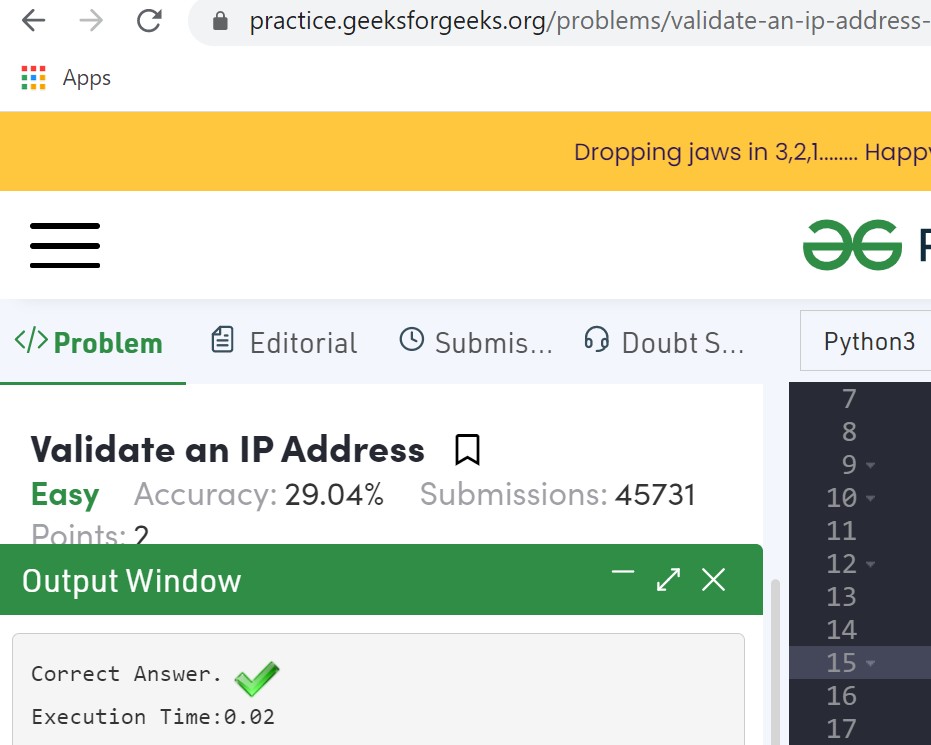 practice.geeksforgeeks.org/problems/validate-an-ip-address-
Apps
Dropping jaws in 3,2,1........ Happy
</> Problem Editorial Submis... Doubt S... Python3
Validate an IP Address
Easy Accuracy: 29.04% Submissions: 45731
Points: 2
Output Window
Correct Answer.
Execution Time:0.02
7
8
9
10
11
12
13
14
15
16
17